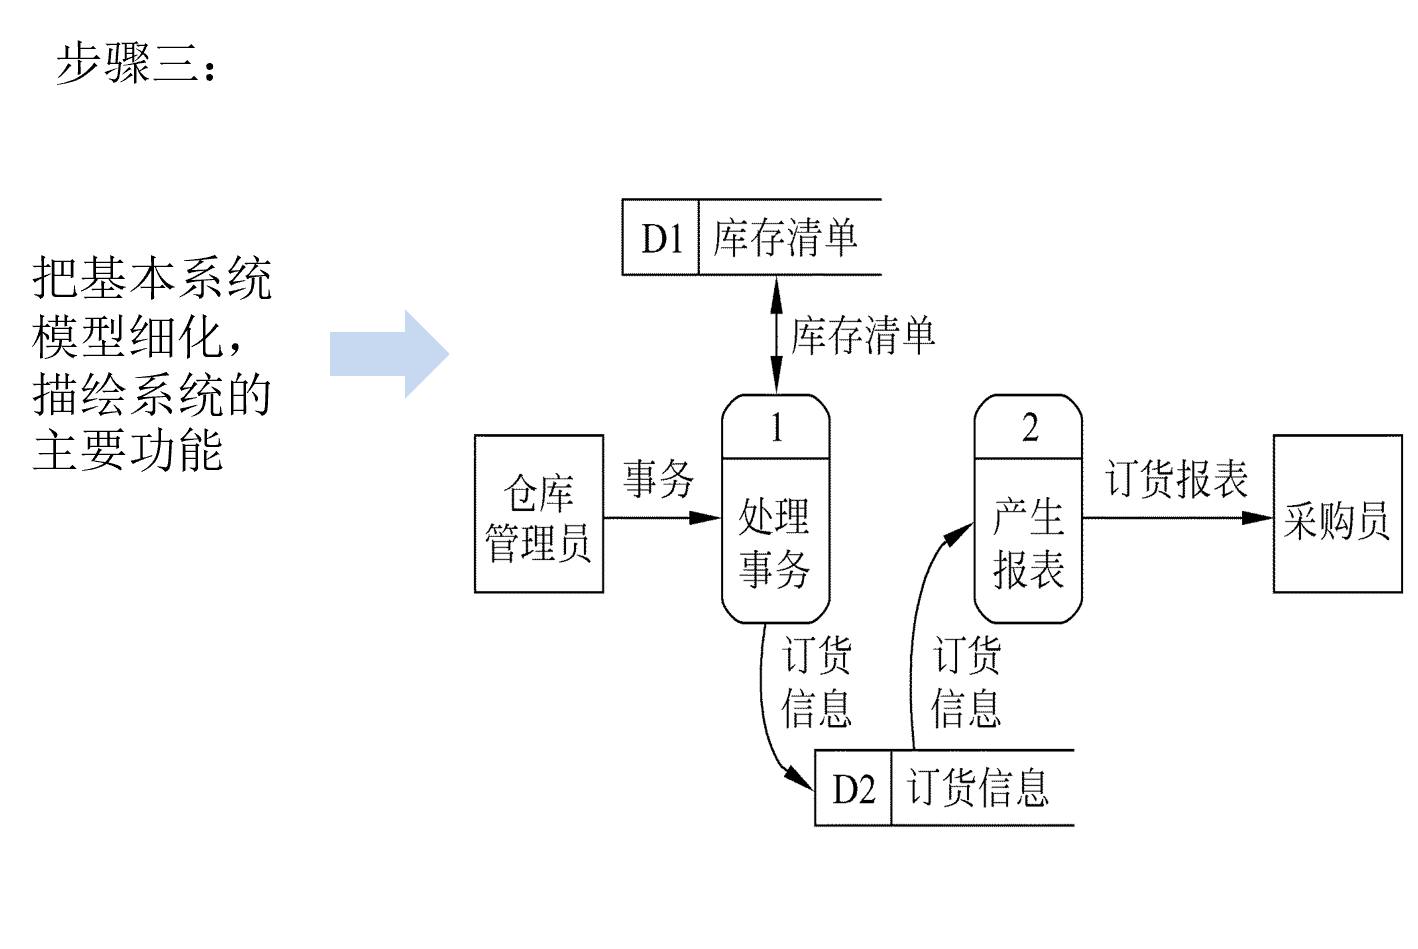 步骤三：
把基本系统
模型细化，
描绘系统的
主要功能
D1 库存清单
库存清单
1
处理
事务
2
产生
报表
仓库
管理员
事务
订货报表
采购员
订货
信息
订货
信息
D2 订货信息